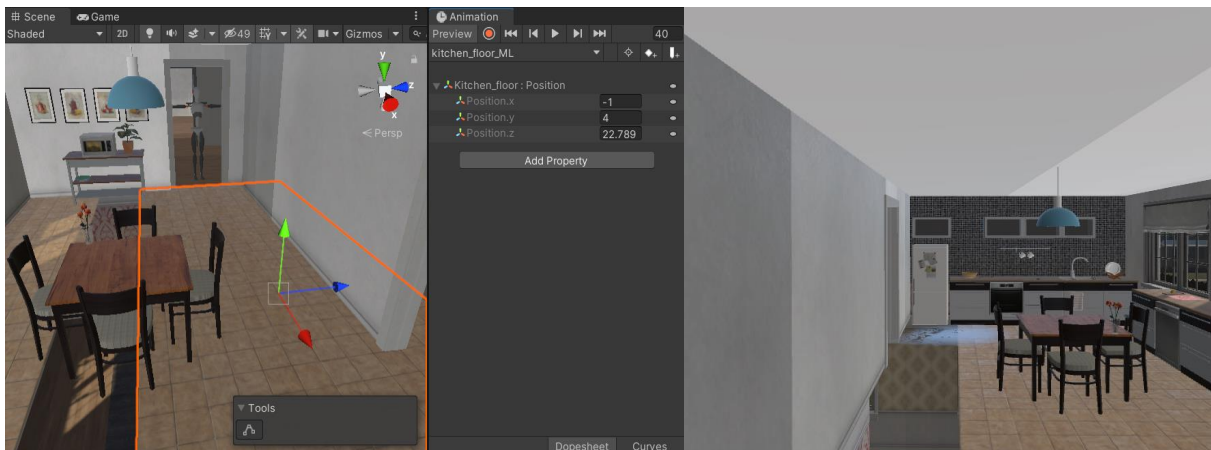 Scene
Game
Shaded
2D
49
Gizmos
y
z
x
Persp
Tools
Animation
Preview
40
kitchen_floor_ML
Kitchen_floor : Position
Position.x
-1
Position.y
4
Position.z
22.789
Add Property
Dopesheet
Curves